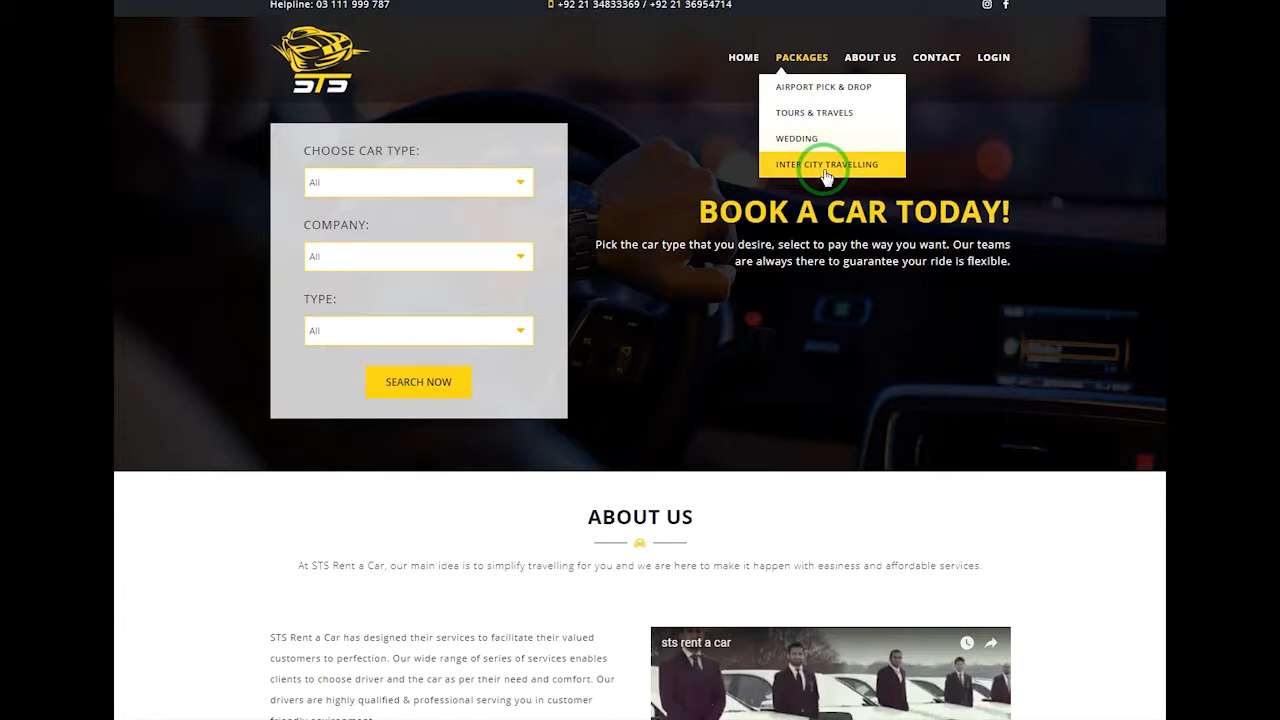 Helpline: 03 111 999 787
+92 21 34833369 / +92 21 36954714
STS
HOME PACKAGES ABOUT US CONTACT LOGIN
AIRPORT PICK & DROP
TOURS & TRAVELS
WEDDING
INTER CITY TRAVELLING
CHOOSE CAR TYPE:
All
COMPANY:
All
TYPE:
All
SEARCH NOW
BOOK A CAR TODAY!
Pick the car type that you desire, select to pay the way you want. Our teams
are always there to guarantee your ride is flexible.
ABOUT US
At STS Rent a Car, our main idea is to simplify travelling for you and we are here to make it happen with easiness and affordable services.
STS Rent a Car has designed their services to facilitate their valued
customers to perfection. Our wide range of series of services enables
clients to choose driver and the car as per their need and comfort. Our
drivers are highly qualified & professional serving you in customer
friendly environment.
sts rent a car